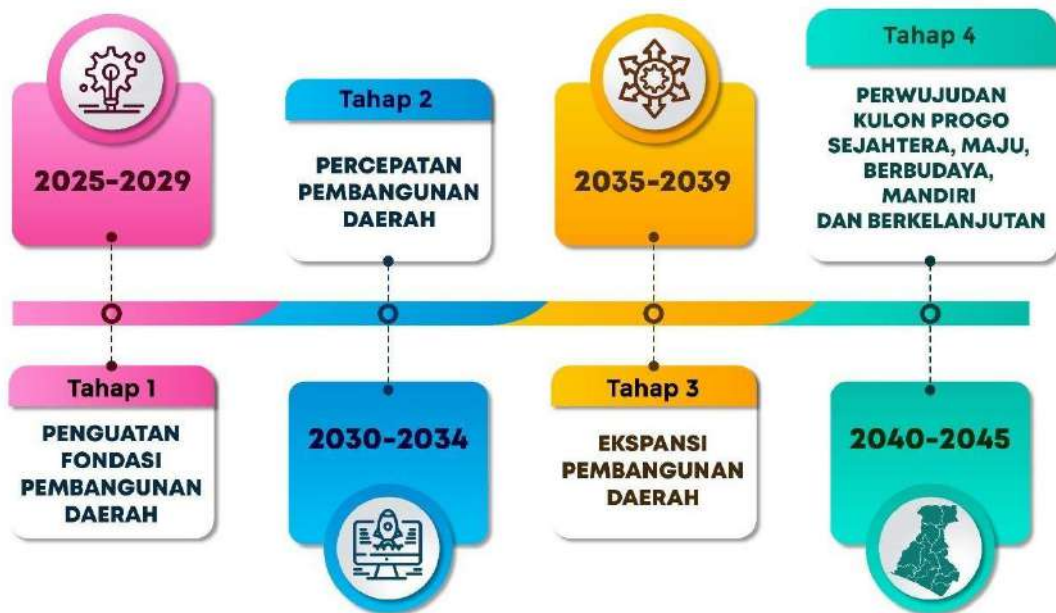 2025-2029
Tahap 1
PENGUATAN
FONDASI
PEMBANGUNAN
DAERAH
Tahap 2
PERCEPATAN
PEMBANGUNAN
DAERAH
2030-2034
2035-2039
Tahap 3
EKSPANSI
PEMBANGUNAN
DAERAH
Tahap 4
PERWUJUDAN
KULON PROGO
SEJAHTERA, MAJU,
BERBUDAYA,
MANDIRI
DAN BERKELANJUTAN
2040-2045